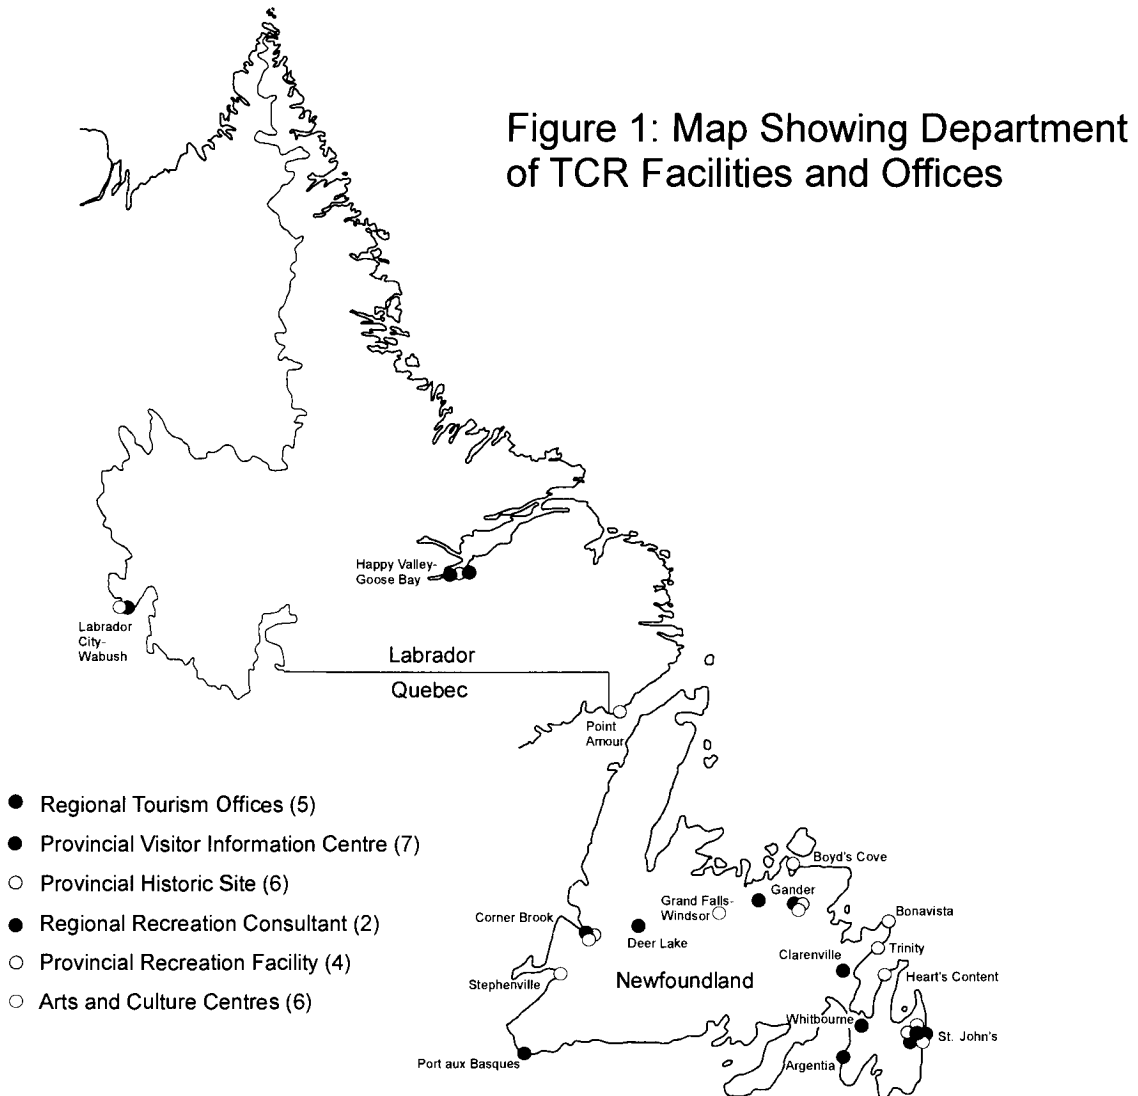 Figure 1: Map Showing Department
of TCR Facilities and Offices
Happy Valley-
Goose Bay
Labrador
City-
Wabush
Labrador
Quebec
Point
Amour
Regional Tourism Offices (5)
Provincial Visitor Information Centre (7)
Provincial Historic Site (6)
Regional Recreation Consultant (2)
Provincial Recreation Facility (4)
Arts and Culture Centres (6)
Boyd's Cove
Gander
Grand Falls-
Windsor
Bonavista
Corner Brook
Deer Lake
Trinity
Clarenville
Heart's Content
Stephenville
Newfoundland
Whitbourne
St. John's
Port aux Basques
Argentia